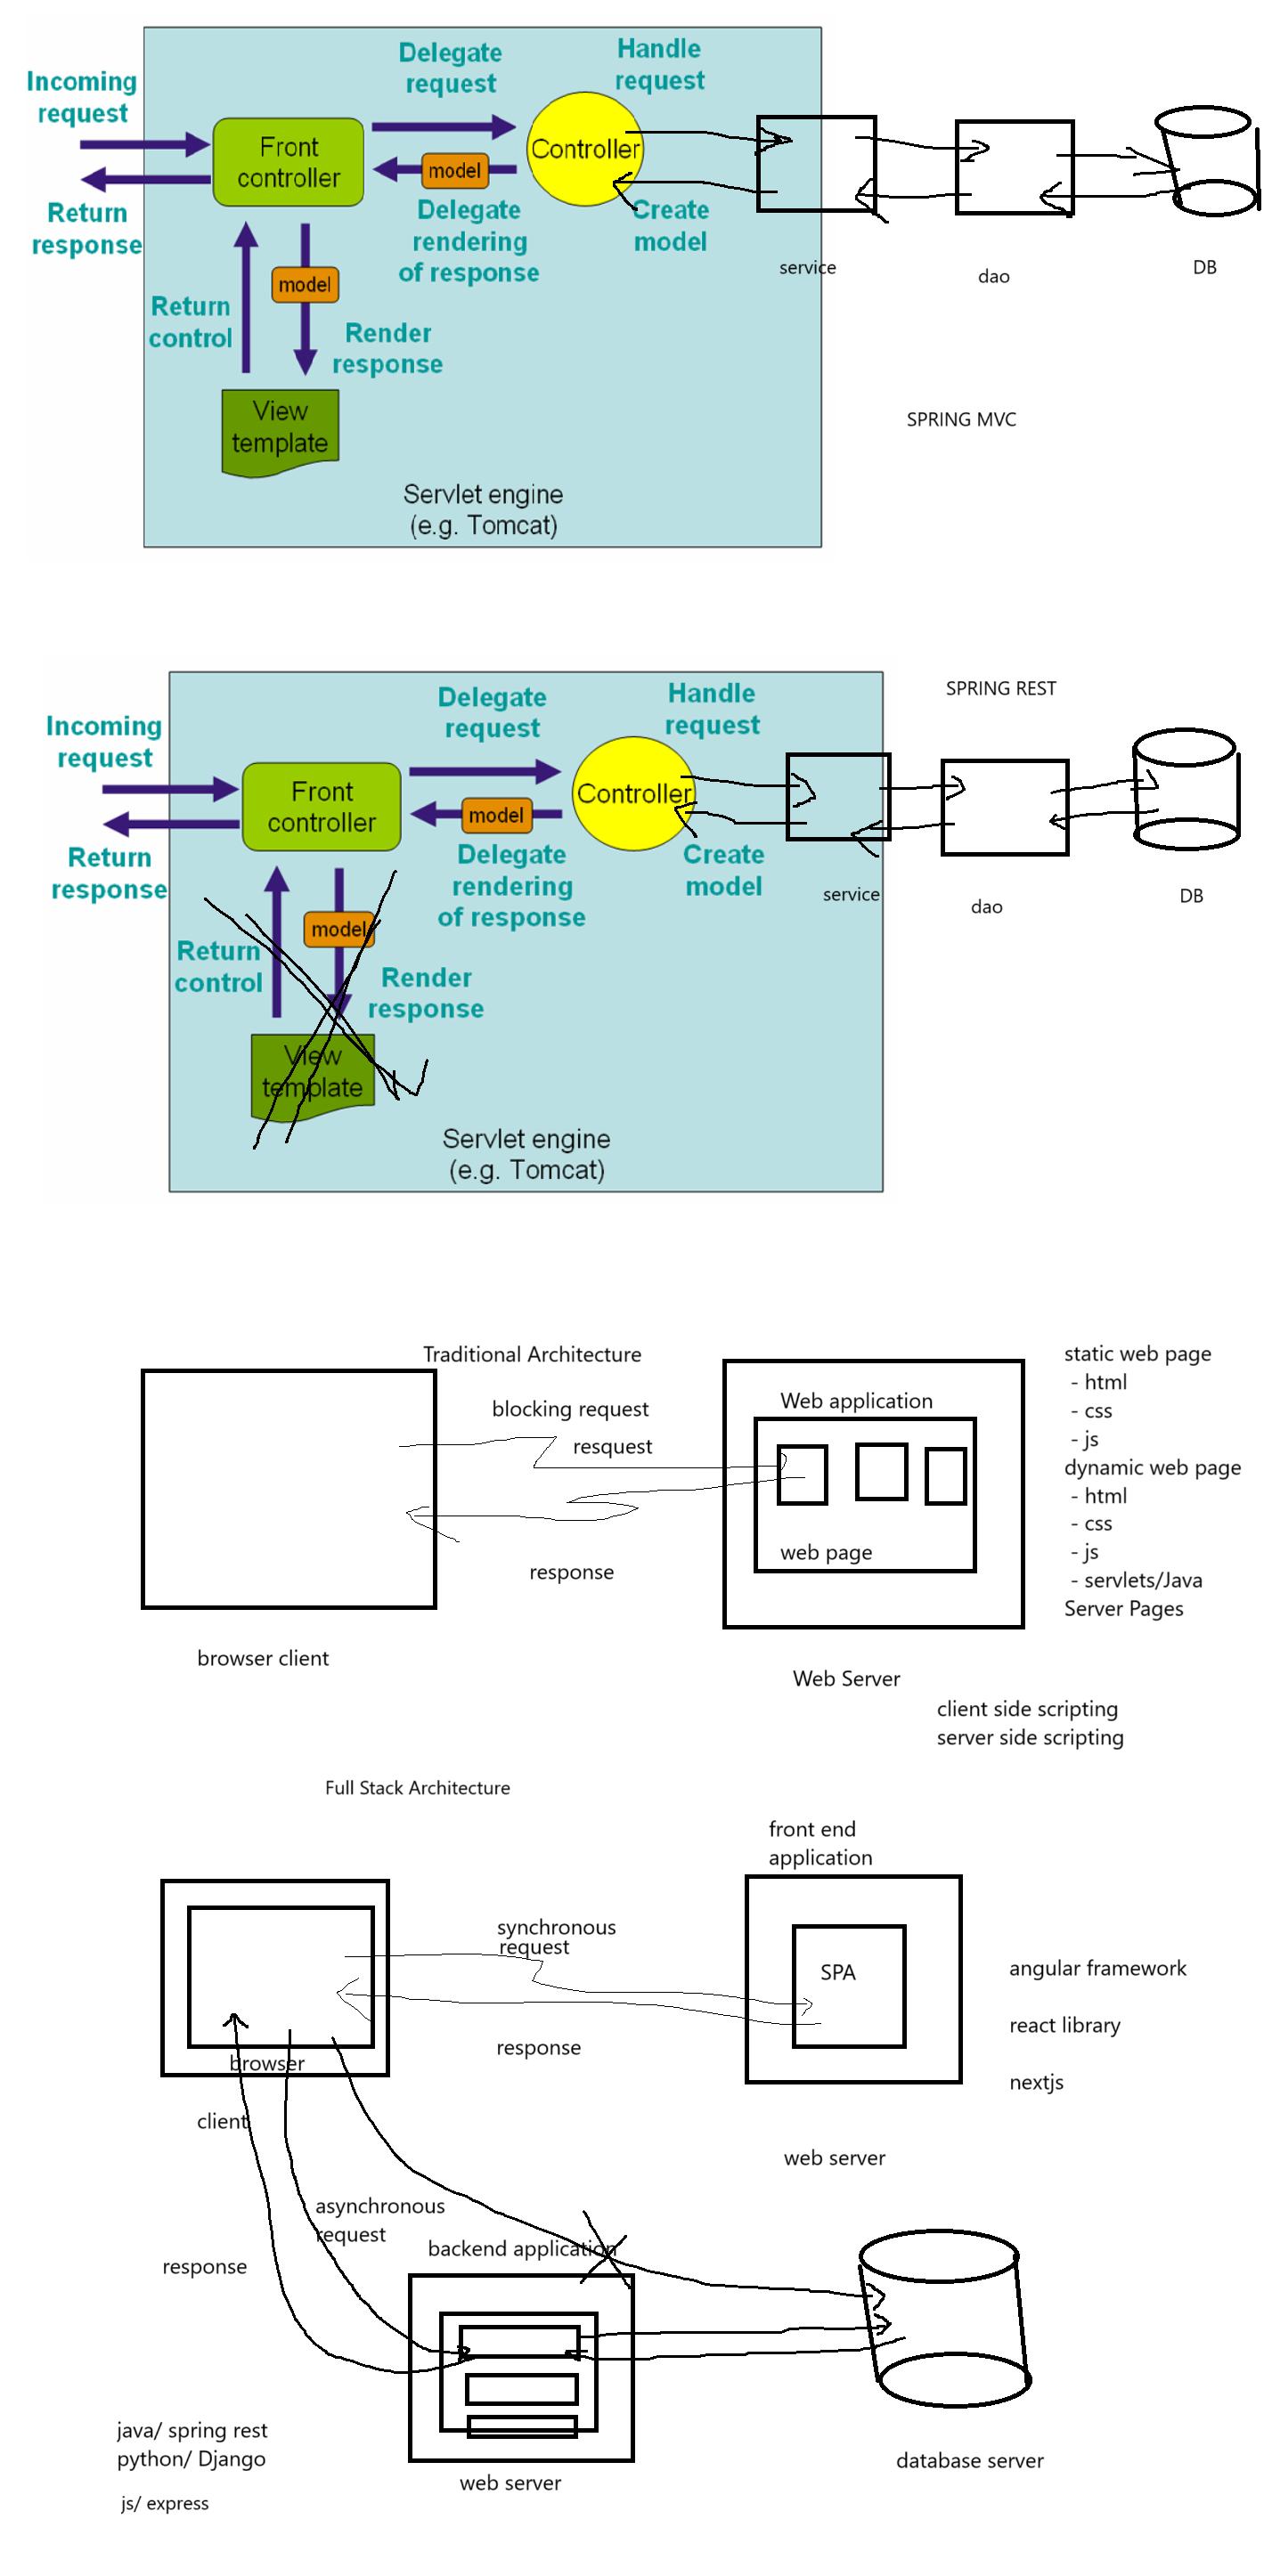 Incoming
request
Return
response
Delegate
request
Handle
request
Front
controller
Controller
model
Delegate
rendering
of response
Create
model
service
dao
DB
model
Return
control
Render
response
View
template
SPRING MVC
Servlet engine
(e.g. Tomcat)
SPRING REST
Incoming
request
Return
response
Delegate
request
Handle
request
Front
controller
Controller
model
Delegate
rendering
of response
Create
model
service
dao
DB
model
Return
control
Render
response
View
template
Servlet engine
(e.g. Tomcat)
Traditional Architecture
blocking request
resquest
response
browser client
Web application
web page
Web Server
static web page
- html
- css
- js
dynamic web page
- html
- css
- js
- servlets/Java
Server Pages
client side scripting
server side scripting
Full Stack Architecture
front end
application
synchronous
request
SPA
response
browser
client
angular framework
react library
nextjs
web server
asynchronous
request
response
backend application
web server
database server
java/ spring rest
python/ Django
js/ express